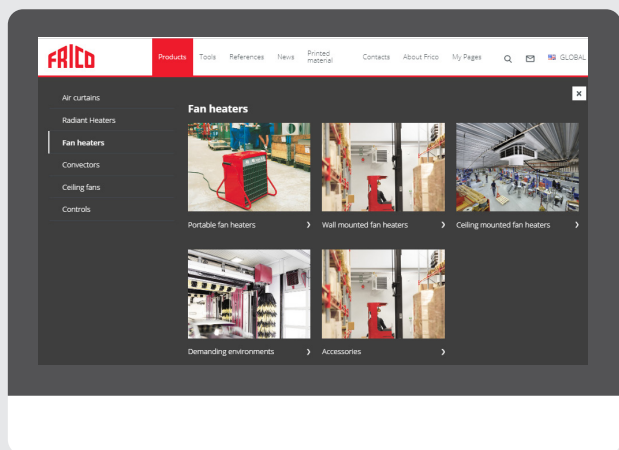 FRICO
Products
Tools
References
News
Printed
material
Contacts
About Frico
My Pages
GLOBAL
Air curtains
Radiant Heaters
Fan heaters
Convectors
Ceiling fans
Controls
Fan heaters
Portable fan heaters
Wall mounted fan heaters
Ceiling mounted fan heaters
Demanding environments
Accessories